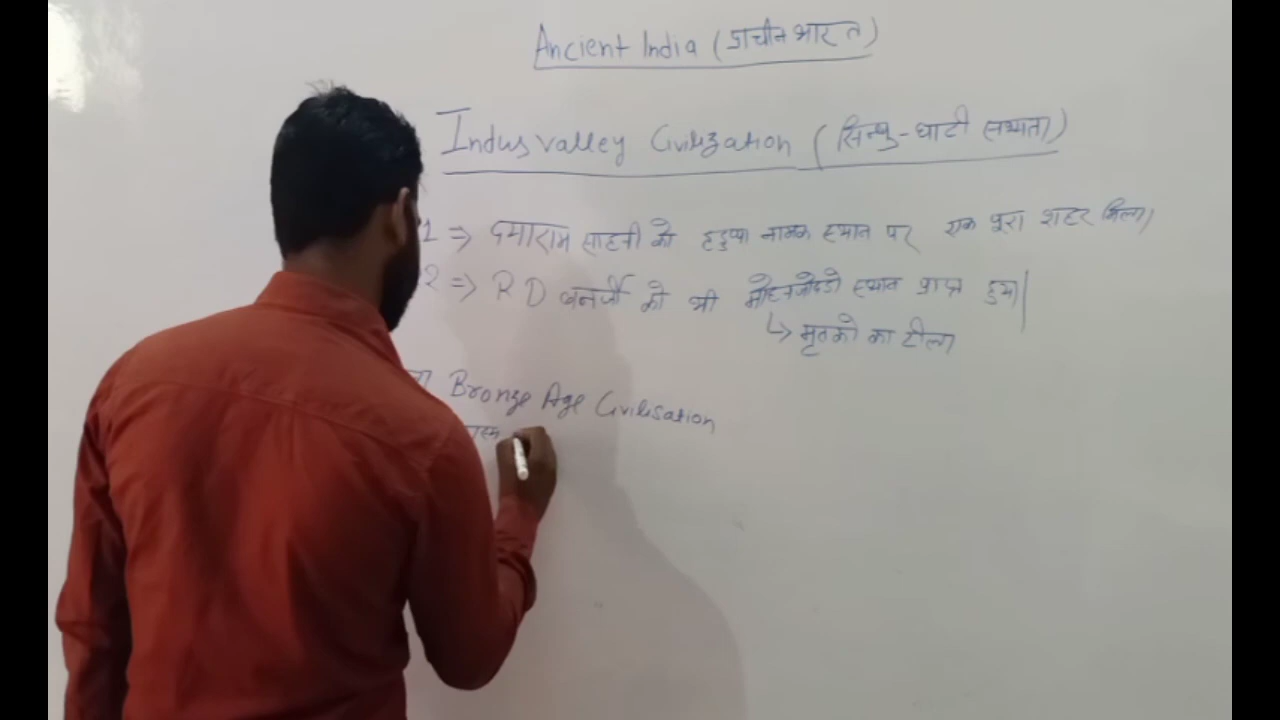 Ancient India (प्राचीन भारत)
Indus valley Civilization (सिन्धु-घाटी सभ्यता)
1 ⇒ दयाराम साहनी को हड़प्पा नामक स्थान पर एक पूरा शहर मिला।
2 ⇒ R D बनर्जी को भी मोहनजोदड़ो स्थान प्राप्त हुआ।
↳ मृतकों का टीला
Bronze Age Civilisation